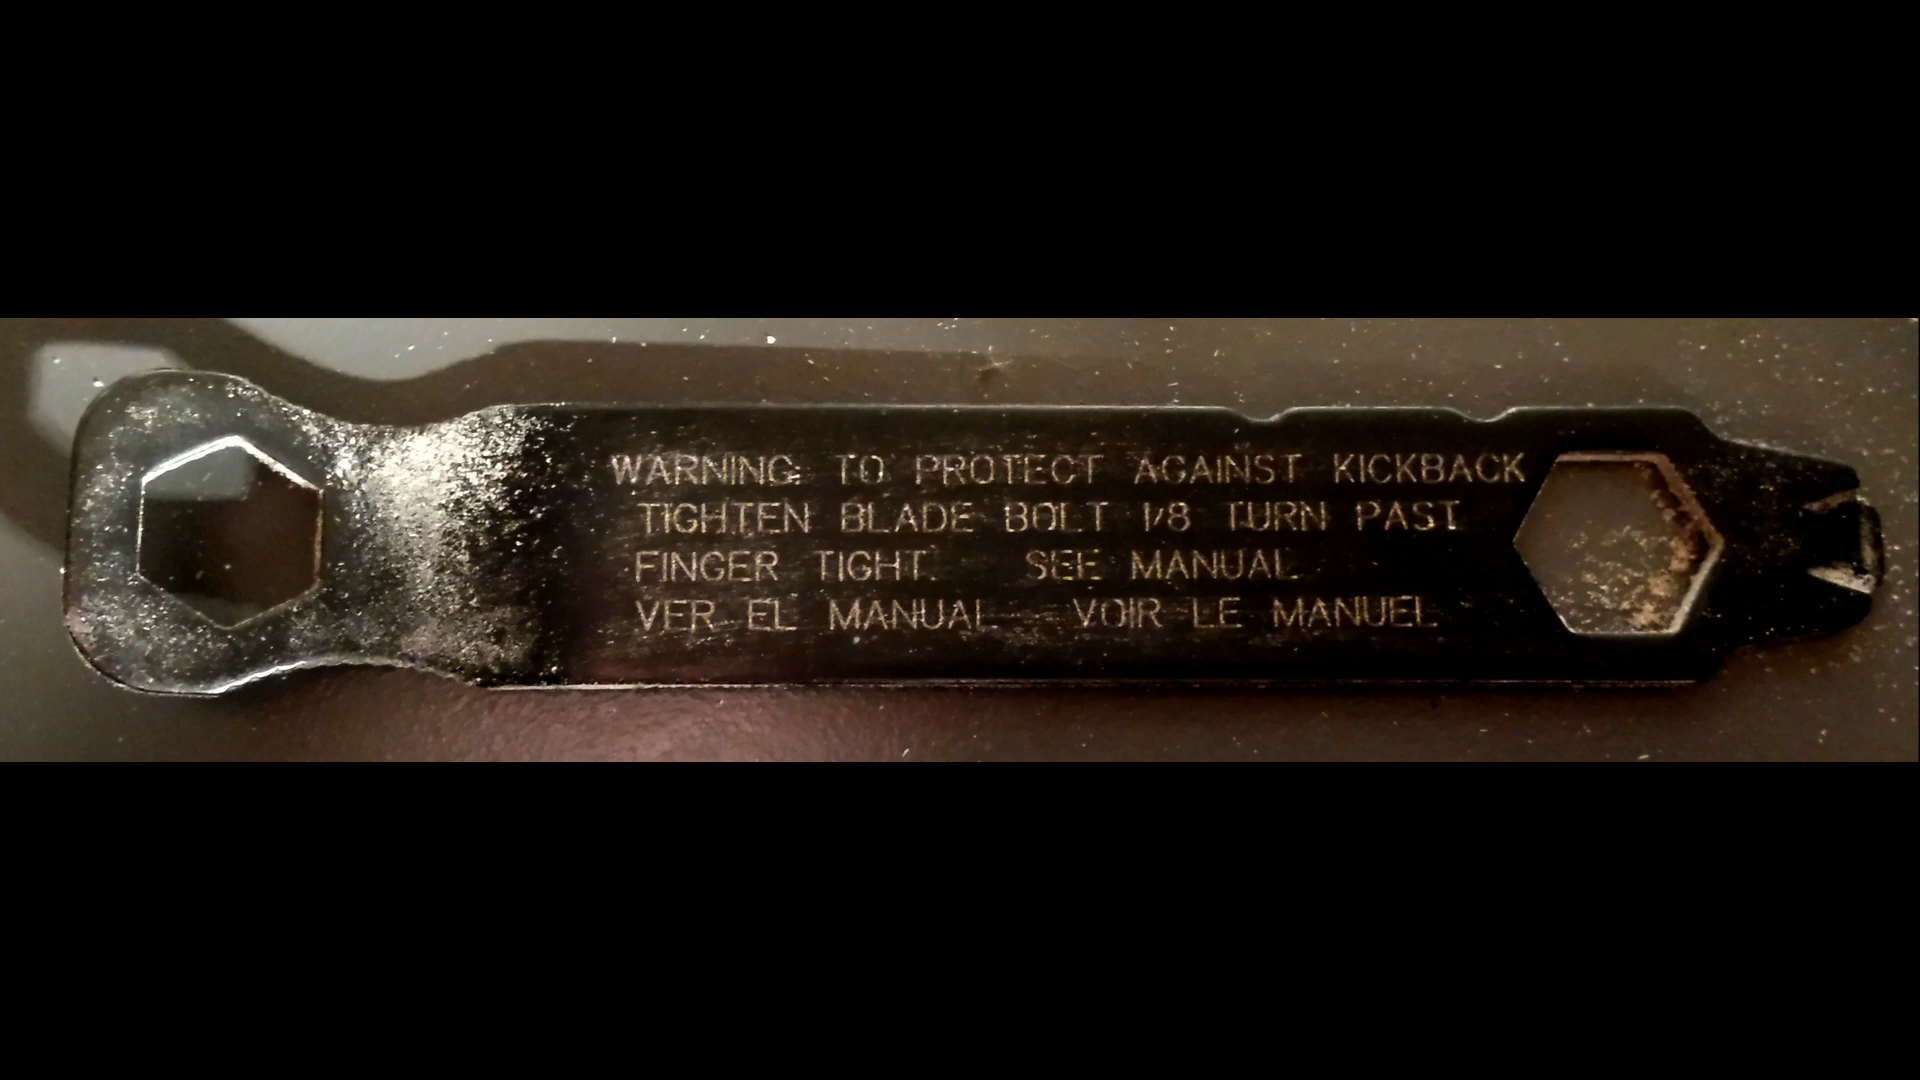 WARNING: TO PROTECT AGAINST KICKBACK
TIGHTEN BLADE BOLT 1/8 TURN PAST
FINGER TIGHT. SEE MANUAL
VER EL MANUAL VOIR LE MANUEL